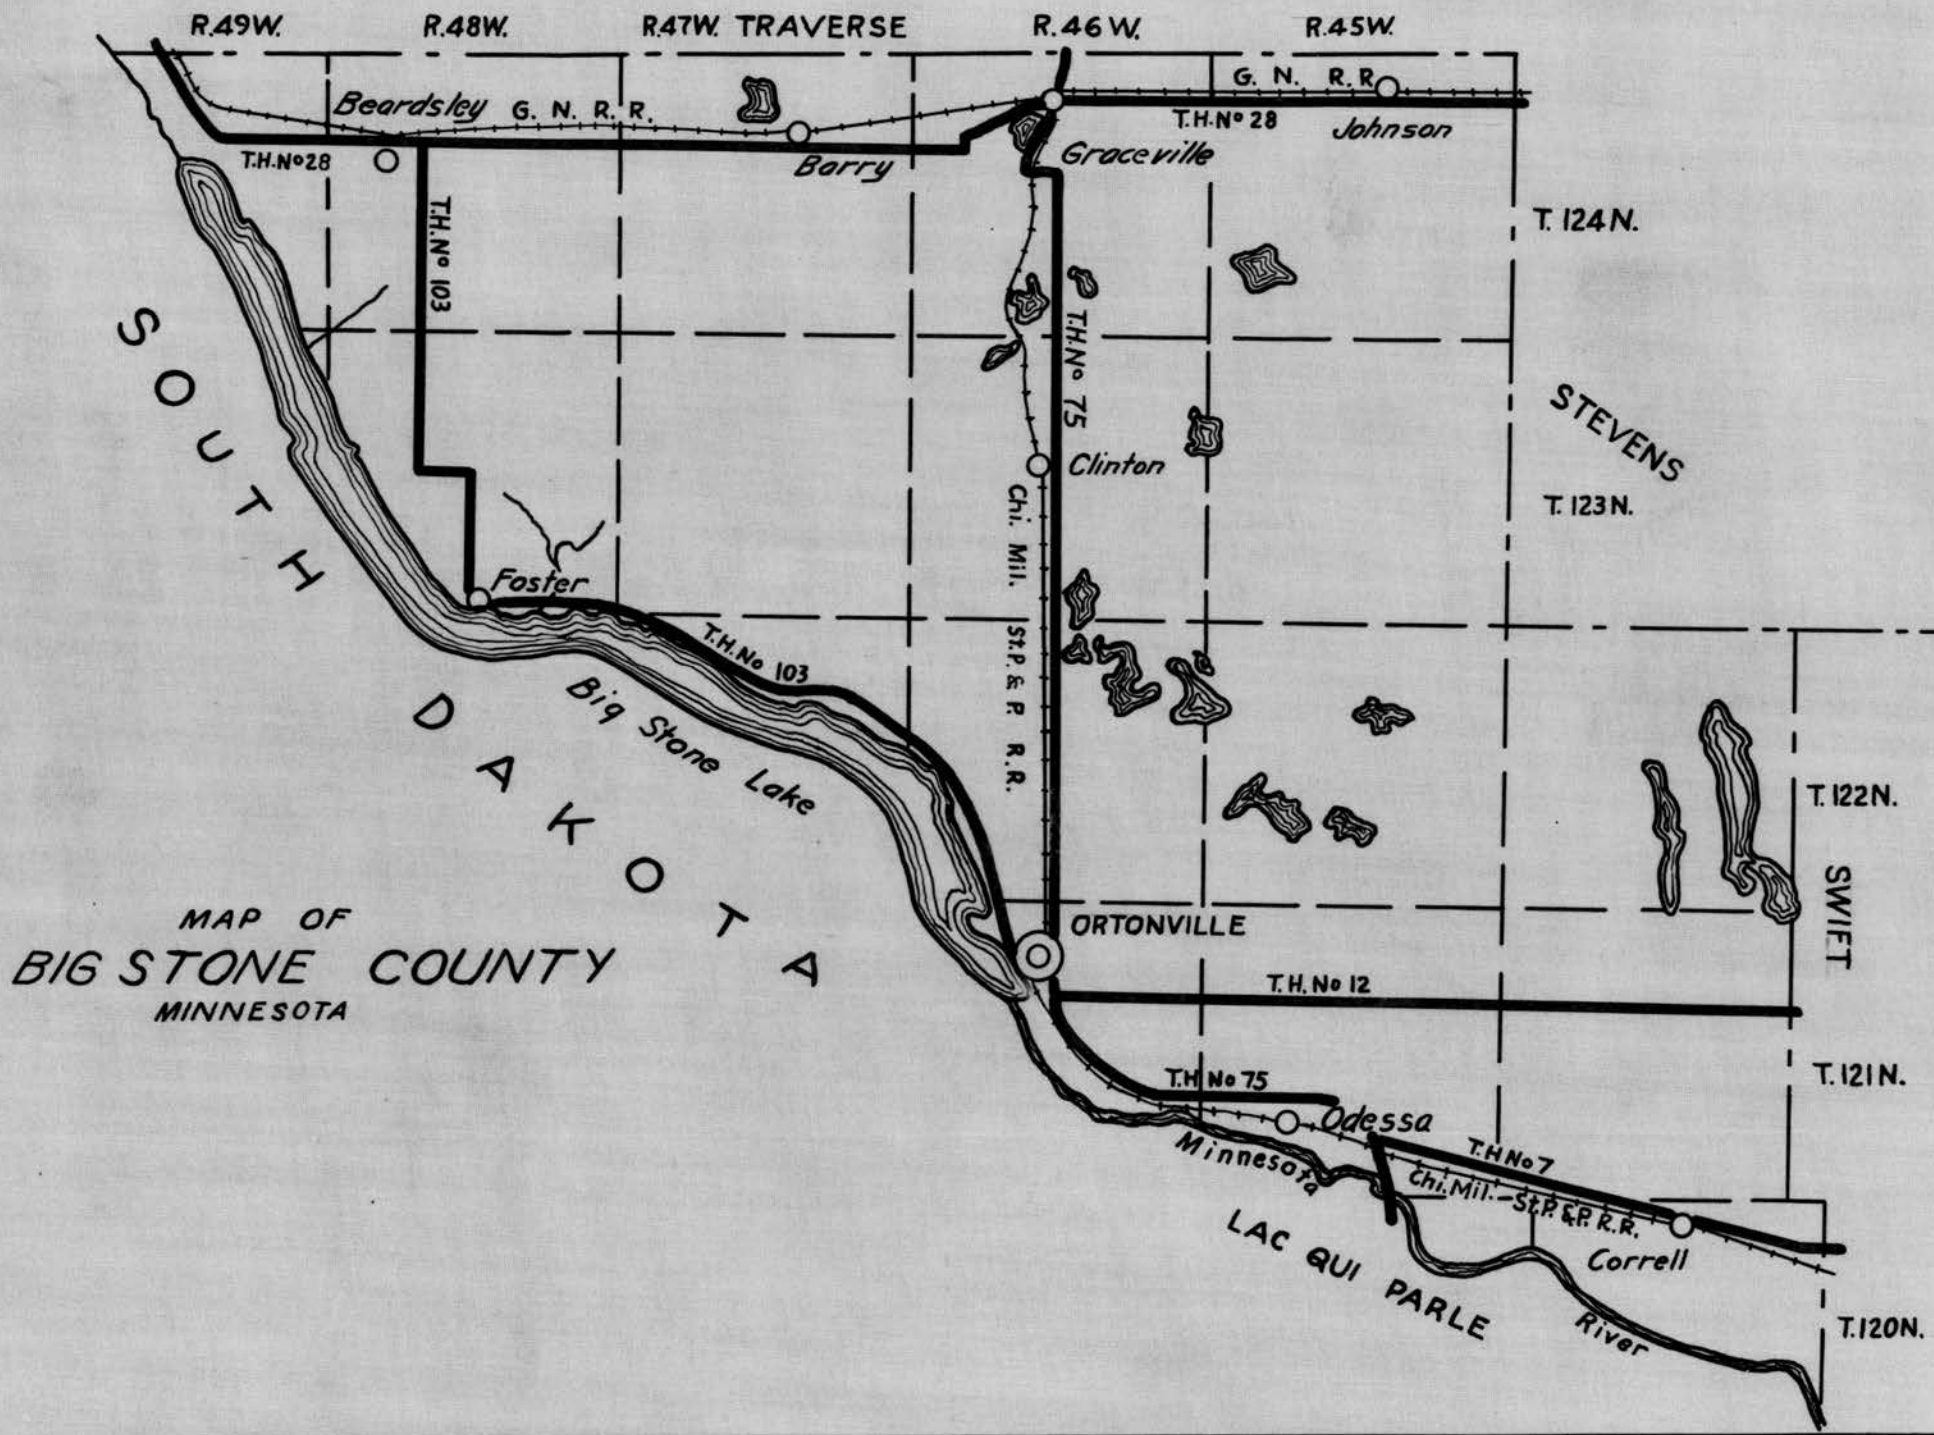 R.49W. R.48W. R.47W. TRAVERSE R.46W. R.45W.
G. N. R. R.
Beardsley G. N. R. R.
T.H.Nº 28 Johnson
T.H.Nº 28 Barry Graceville
T.H.Nº 103
T. 124N.
SOUTH DAKOTA
T.H.Nº 75
STEVENS
Clinton
T. 123N.
Chi. Mil. St.P. & P. R.R.
Foster
T.H.No 103
Big Stone Lake
T. 122N.
SWIFT
MAP OF
BIG STONE COUNTY
MINNESOTA
ORTONVILLE
T.H. No 12
T. 121N.
T.H No 75
Odessa
Minnesota River
T.H No 7
Chi. Mil. - St.P. & P. R.R.
Correll
LAC QUI PARLE
T. 120N.